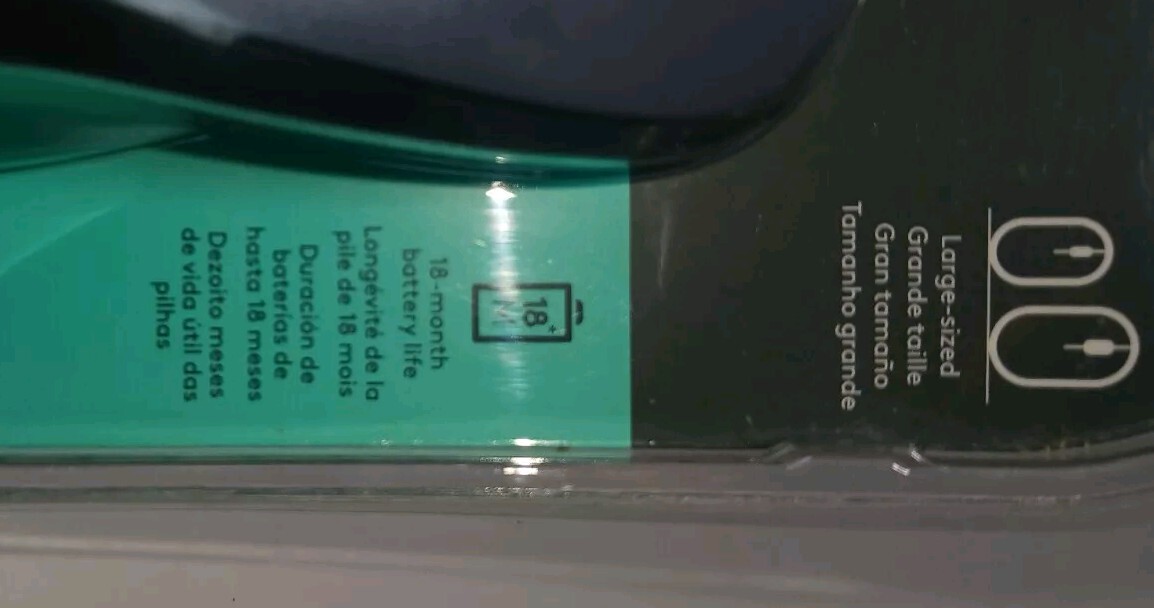 Large-sized
Grande taille
Gran tamaño
Tamanho grande
18+
M
18-month
battery life
Longévité de la
pile de 18 mois
Duración de
baterías de
hasta 18 meses
Dezoito meses
de vida útil das
pilhas